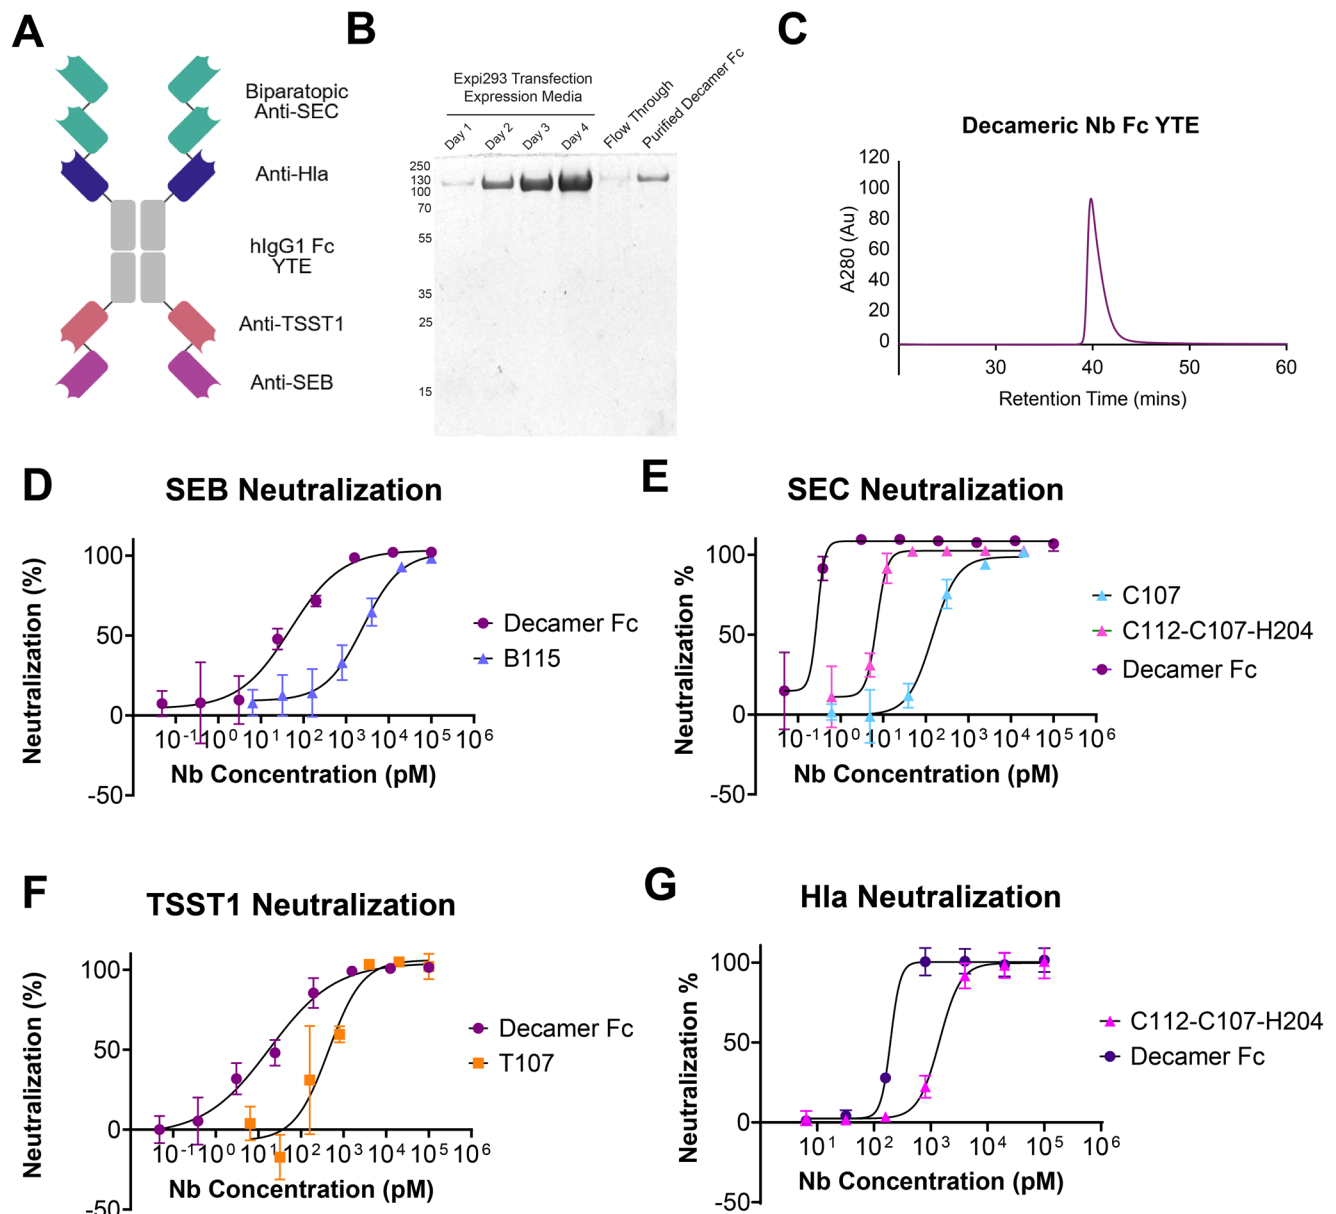 A
Biparatopic
Anti-SEC
Anti-Hla
hIgG1 Fc
YTE
Anti-TSST1
Anti-SEB
B
Expi293 Transfection
Expression Media
Day 1
Day 2
Day 3
Day 4
Flow Through
Purified Decamer Fc
250
130
100
70
55
35
25
15
C
Decameric Nb Fc YTE
120
100
80
60
40
20
0
A280 (Au)
30 40 50 60
Retention Time (mins)
D
SEB Neutralization
Neutralization (%)
100
50
0
-50
10-1 100 101 102 103 104 105 106
Nb Concentration (pM)
Decamer Fc
B115
E
SEC Neutralization
Neutralization %
100
50
0
-50
10-1 100 101 102 103 104 105 106
Nb Concentration (pM)
C107
C112-C107-H204
Decamer Fc
F
TSST1 Neutralization
Neutralization (%)
100
50
0
-50
10-1 100 101 102 103 104 105 106
Nb Concentration (pM)
Decamer Fc
T107
G
Hla Neutralization
Neutralization %
100
50
0
-50
101 102 103 104 105 106
Nb Concentration (pM)
C112-C107-H204
Decamer Fc